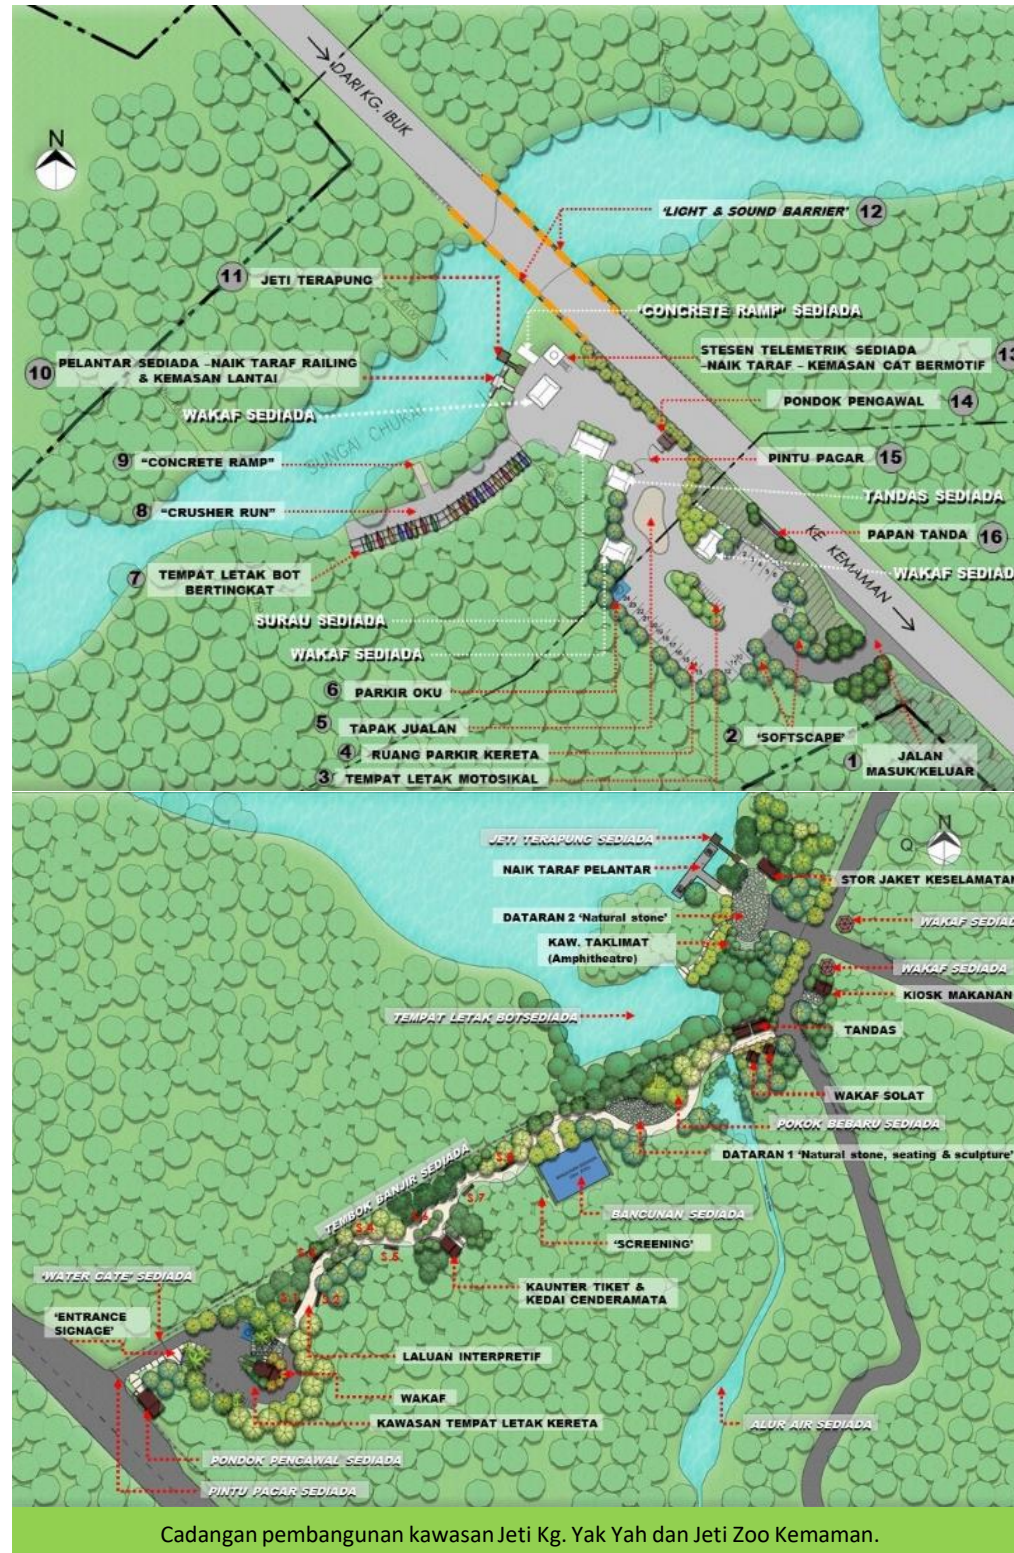 N
DARI KG. IBUK
'LIGHT & SOUND BARRIER' 12
11 JETI TERAPUNG
'CONCRETE RAMP' SEDIADA
10 PELANTAR SEDIADA –NAIK TARAF RAILING
& KEMASAN LANTAI
STESEN TELEMETRIK SEDIADA
–NAIK TARAF – KEMASAN CAT BERMOTIF 13
PONDOK PENGAWAL 14
WAKAF SEDIADA
SUNGAI CHUKAI
9 "CONCRETE RAMP"
PINTU PAGAR 15
TANDAS SEDIADA
8 "CRUSHER RUN"
PAPAN TANDA 16
KE KEMAMAN
WAKAF SEDIAD
7 TEMPAT LETAK BOT
BERTINGKAT
SURAU SEDIADA
WAKAF SEDIADA
6 PARKIR OKU
5 TAPAK JUALAN
2 'SOFTSCAPE'
4 RUANG PARKIR KERETA
1 JALAN
MASUK/KELUAR
3 TEMPAT LETAK MOTOSIKAL
N
JETI TERAPUNG SEDIADA
NAIK TARAF PELANTAR
STOR JAKET KESELAMATAN
DATARAN 2 'Natural stone'
WAKAF SEDIAD
KAW. TAKLIMAT
(Amphitheatre)
WAKAF SEDIADA
KIOSK MAKANAN
TEMPAT LETAK BOTSEDIADA
TANDAS
WAKAF SOLAT
POKOK BEBARU SEDIADA
DATARAN 1 'Natural stone, seating & sculpture'
TEMBOK BANJIR SEDIADA
S.7
S.5
BANGUNAN SEDIADA
'SCREENING'
'WATER GATE' SEDIADA
KAUNTER TIKET &
KEDAI CENDERAMATA
'ENTRANCE
SIGNAGE'
LALUAN INTERPRETIF
WAKAF
KAWASAN TEMPAT LETAK KERETA
ALUR AIR SEDIADA
PONDOK PENGAWAL SEDIADA
PINTU PAGAR SEDIADA
Cadangan pembangunan kawasan Jeti Kg. Yak Yah dan Jeti Zoo Kemaman.